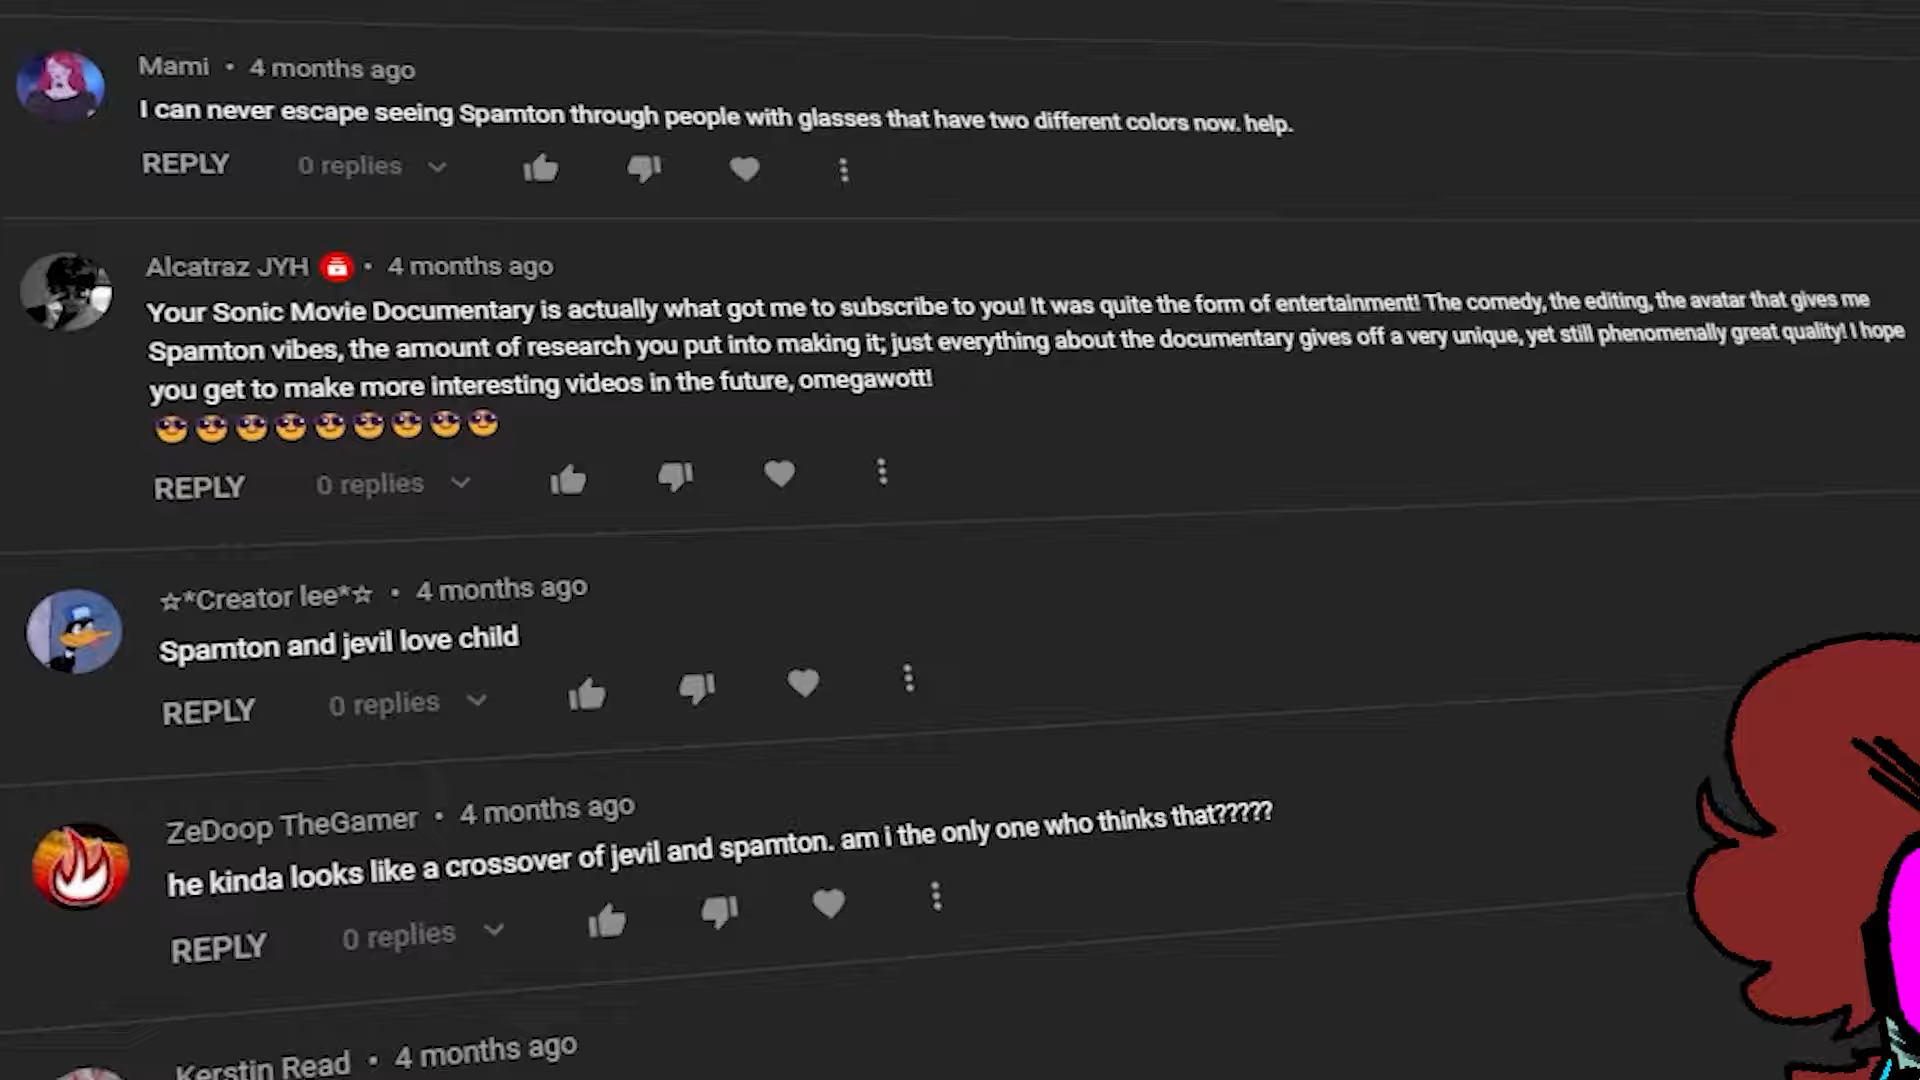 Mami • 4 months ago
I can never escape seeing Spamton through people with glasses that have two different colors now. help.
REPLY 0 replies
Alcatraz JYH • 4 months ago
Your Sonic Movie Documentary is actually what got me to subscribe to you! It was quite the form of entertainment! The comedy, the editing, the avatar that gives me
Spamton vibes, the amount of research you put into making it; just everything about the documentary gives off a very unique, yet still phenomenally great quality! I hope
you get to make more interesting videos in the future, omegawott!
😎😎😎😎😎😎😎😎😎
REPLY 0 replies
☆*Creator lee*☆ • 4 months ago
Spamton and jevil love child
REPLY 0 replies
ZeDoop TheGamer • 4 months ago
he kinda looks like a crossover of jevil and spamton. am i the only one who thinks that?????
REPLY 0 replies
Kerstin Read • 4 months ago